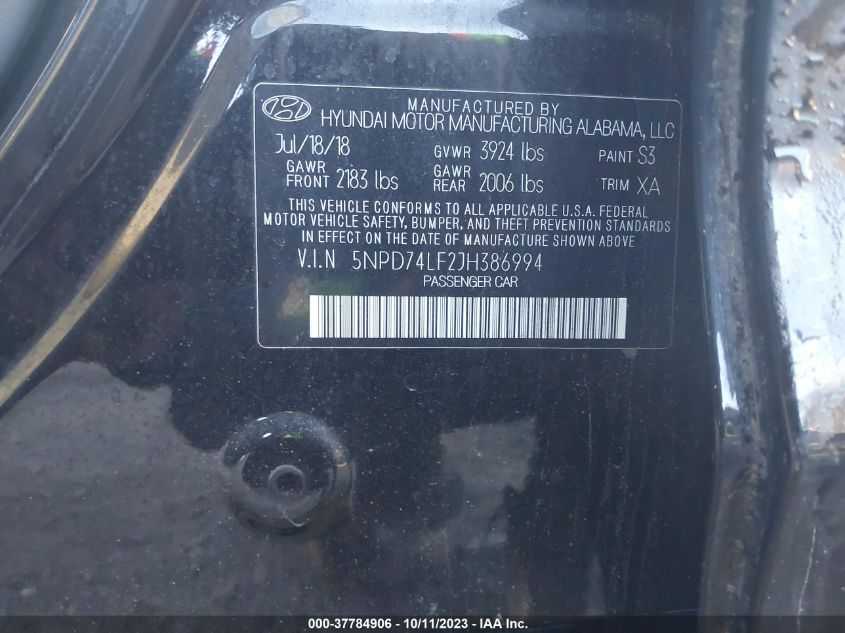 MANUFACTURED BY
HYUNDAI MOTOR MANUFACTURING ALABAMA, LLC
Jul/18/18 GVWR 3924 lbs PAINT S3
GAWR FRONT 2183 lbs GAWR REAR 2006 lbs TRIM XA
THIS VEHICLE CONFORMS TO ALL APPLICABLE U.S.A. FEDERAL
MOTOR VEHICLE SAFETY, BUMPER, AND THEFT PREVENTION STANDARDS
IN EFFECT ON THE DATE OF MANUFACTURE SHOWN ABOVE
V.I.N 5NPD74LF2JH386994
PASSENGER CAR
000-37784906 - 10/11/2023 - IAA Inc.